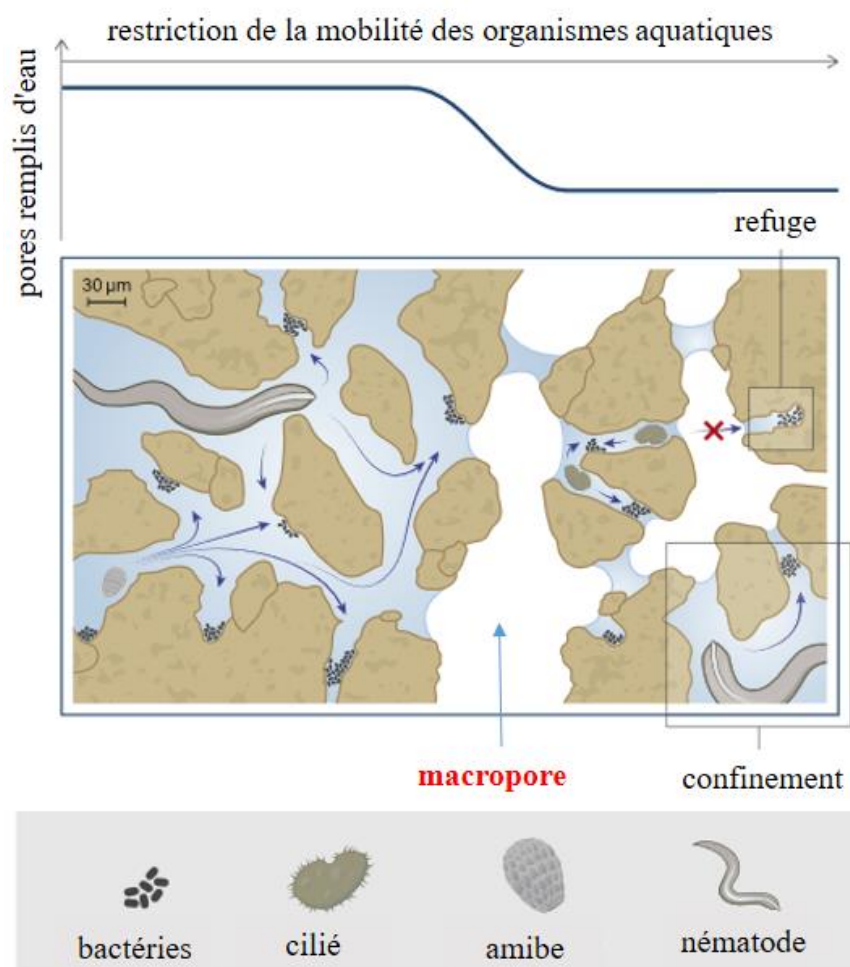 restriction de la mobilité des organismes aquatiques
pores remplis d'eau
refuge
30 µm
macropore
confinement
bactéries
cilié
amibe
nématode